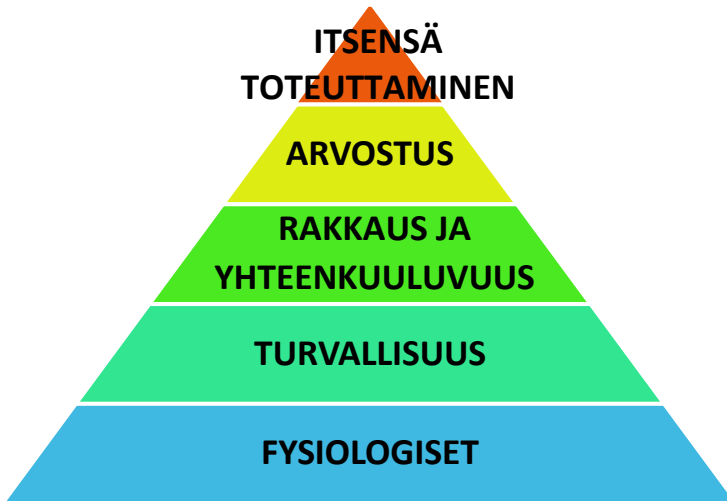 ITSENSÄ
TOTEUTTAMINEN
ARVOSTUS
RAKKAUS JA
YHTEENKUULUVUUS
TURVALLISUUS
FYSIOLOGISET